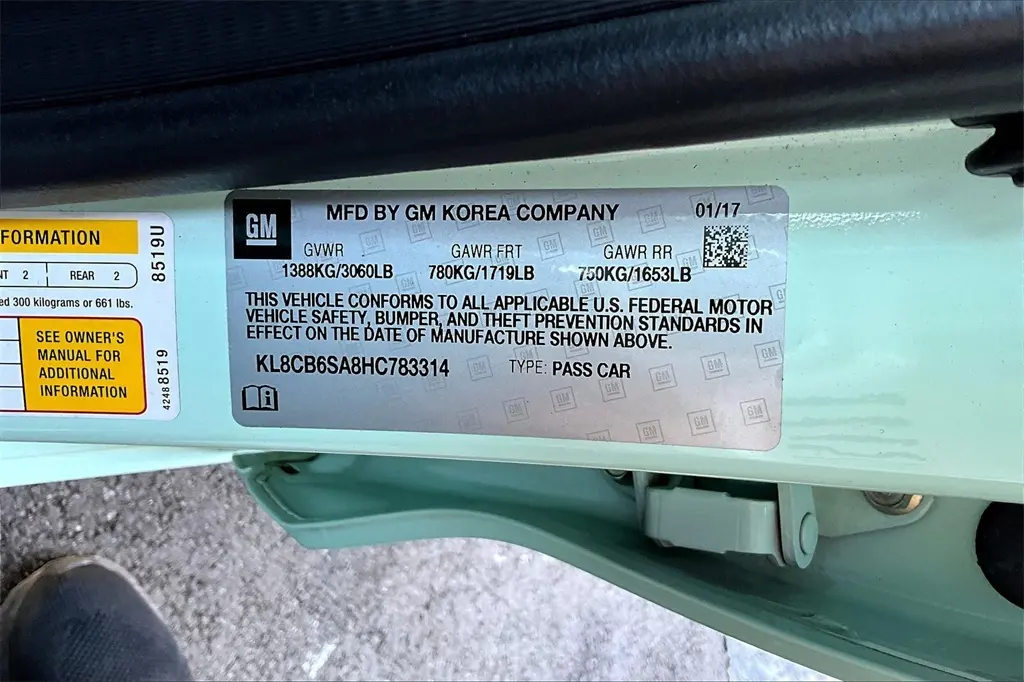 FORMATION
NT 2 REAR 2
ed 300 kilograms or 661 lbs.
SEE OWNER'S
MANUAL FOR
ADDITIONAL
INFORMATION
8519U
42488519
GM
MFD BY GM KOREA COMPANY 01/17
GVWR GAWR FRT GAWR RR
1388KG/3060LB 780KG/1719LB 750KG/1653LB
THIS VEHICLE CONFORMS TO ALL APPLICABLE U.S. FEDERAL MOTOR
VEHICLE SAFETY, BUMPER, AND THEFT PREVENTION STANDARDS IN
EFFECT ON THE DATE OF MANUFACTURE SHOWN ABOVE.
KL8CB6SA8HC783314 TYPE: PASS CAR